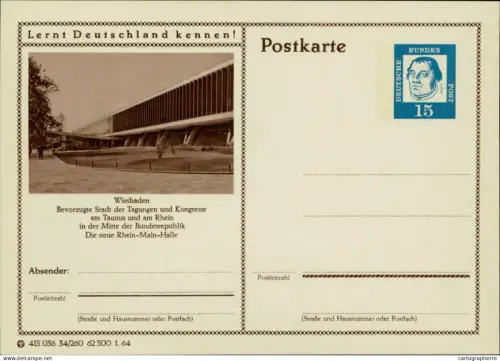 Lernt Deutschland kennen!
Wiesbaden
Bevorzugte Stadt der Tagungen und Kongresse
am Taunus und am Rhein
in der Mitte der Bundesrepublik
Die neue Rhein-Main-Halle
Absender:
Postleitzahl
(Straße und Hausnummer oder Postfach)
415 036 34/260 62 500 1. 64
Postkarte
DEUTSCHE
BUNDES
POST
15
Postleitzahl
(Straße und Hausnummer oder Postfach)